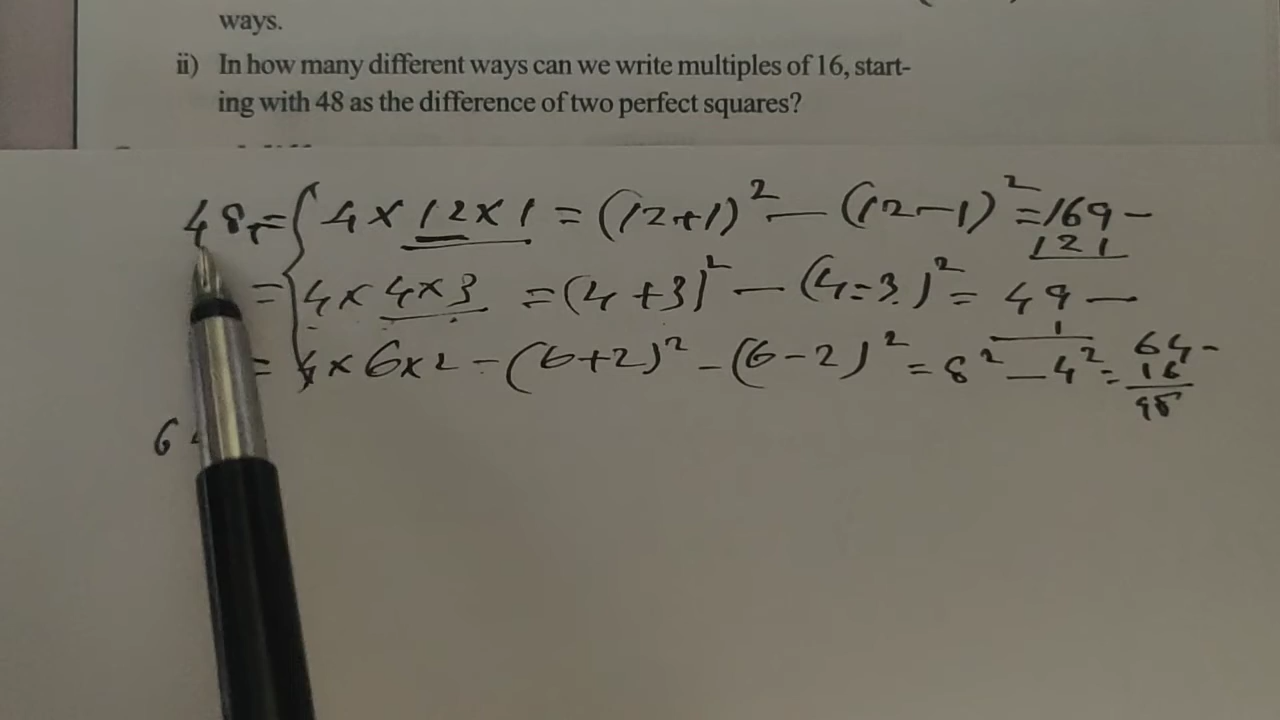 ways.
ii) In how many different ways can we write multiples of 16, start-
ing with 48 as the difference of two perfect squares?
48 = { 4 × 12 × 1 = (12+1)² — (12-1)² = 169 - 121
= 4 × 4 × 3 = (4+3)² — (4-3)² = 49 — 1
= 4 × 6 × 2 - (6+2)² - (6-2)² = 8² - 4² = 64 - 16
48
6